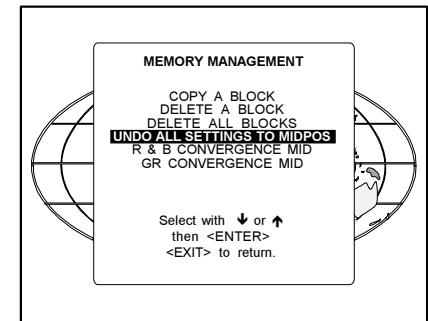 MEMORY MANAGEMENT
COPY A BLOCK
DELETE A BLOCK
DELETE ALL BLOCKS
UNDO ALL SETTINGS TO MIDPOS
R & B CONVERGENCE MID
GR CONVERGENCE MID
Select with ↓ or ↑
then <ENTER>
<EXIT> to return.